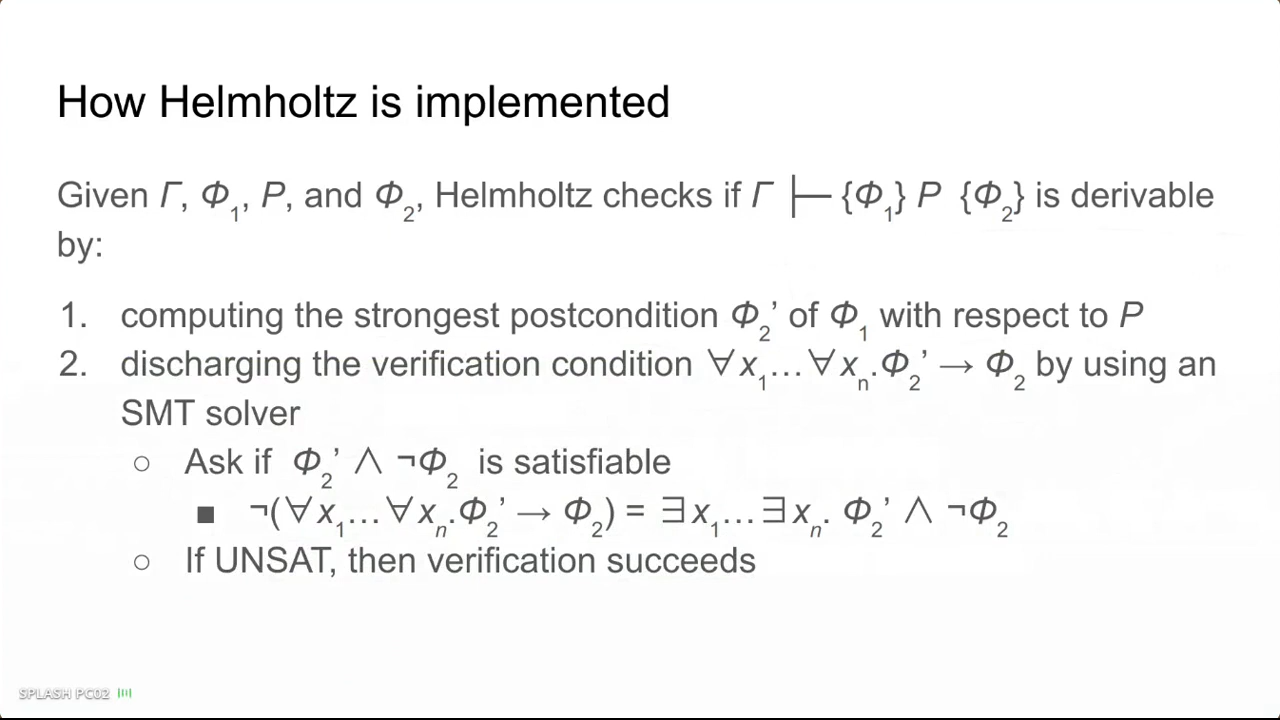 How Helmholtz is implemented
Given Γ, Φ₁, P, and Φ₂, Helmholtz checks if Γ ├─ {Φ₁} P {Φ₂} is derivable
by:
1. computing the strongest postcondition Φ₂’ of Φ₁ with respect to P
2. discharging the verification condition ∀x₁…∀xₙ.Φ₂’ → Φ₂ by using an
SMT solver
○ Ask if Φ₂’ ∧ ¬Φ₂ is satisfiable
■ ¬(∀x₁…∀xₙ.Φ₂’ → Φ₂) = ∃x₁…∃xₙ. Φ₂’ ∧ ¬Φ₂
○ If UNSAT, then verification succeeds
SPLASH PC02